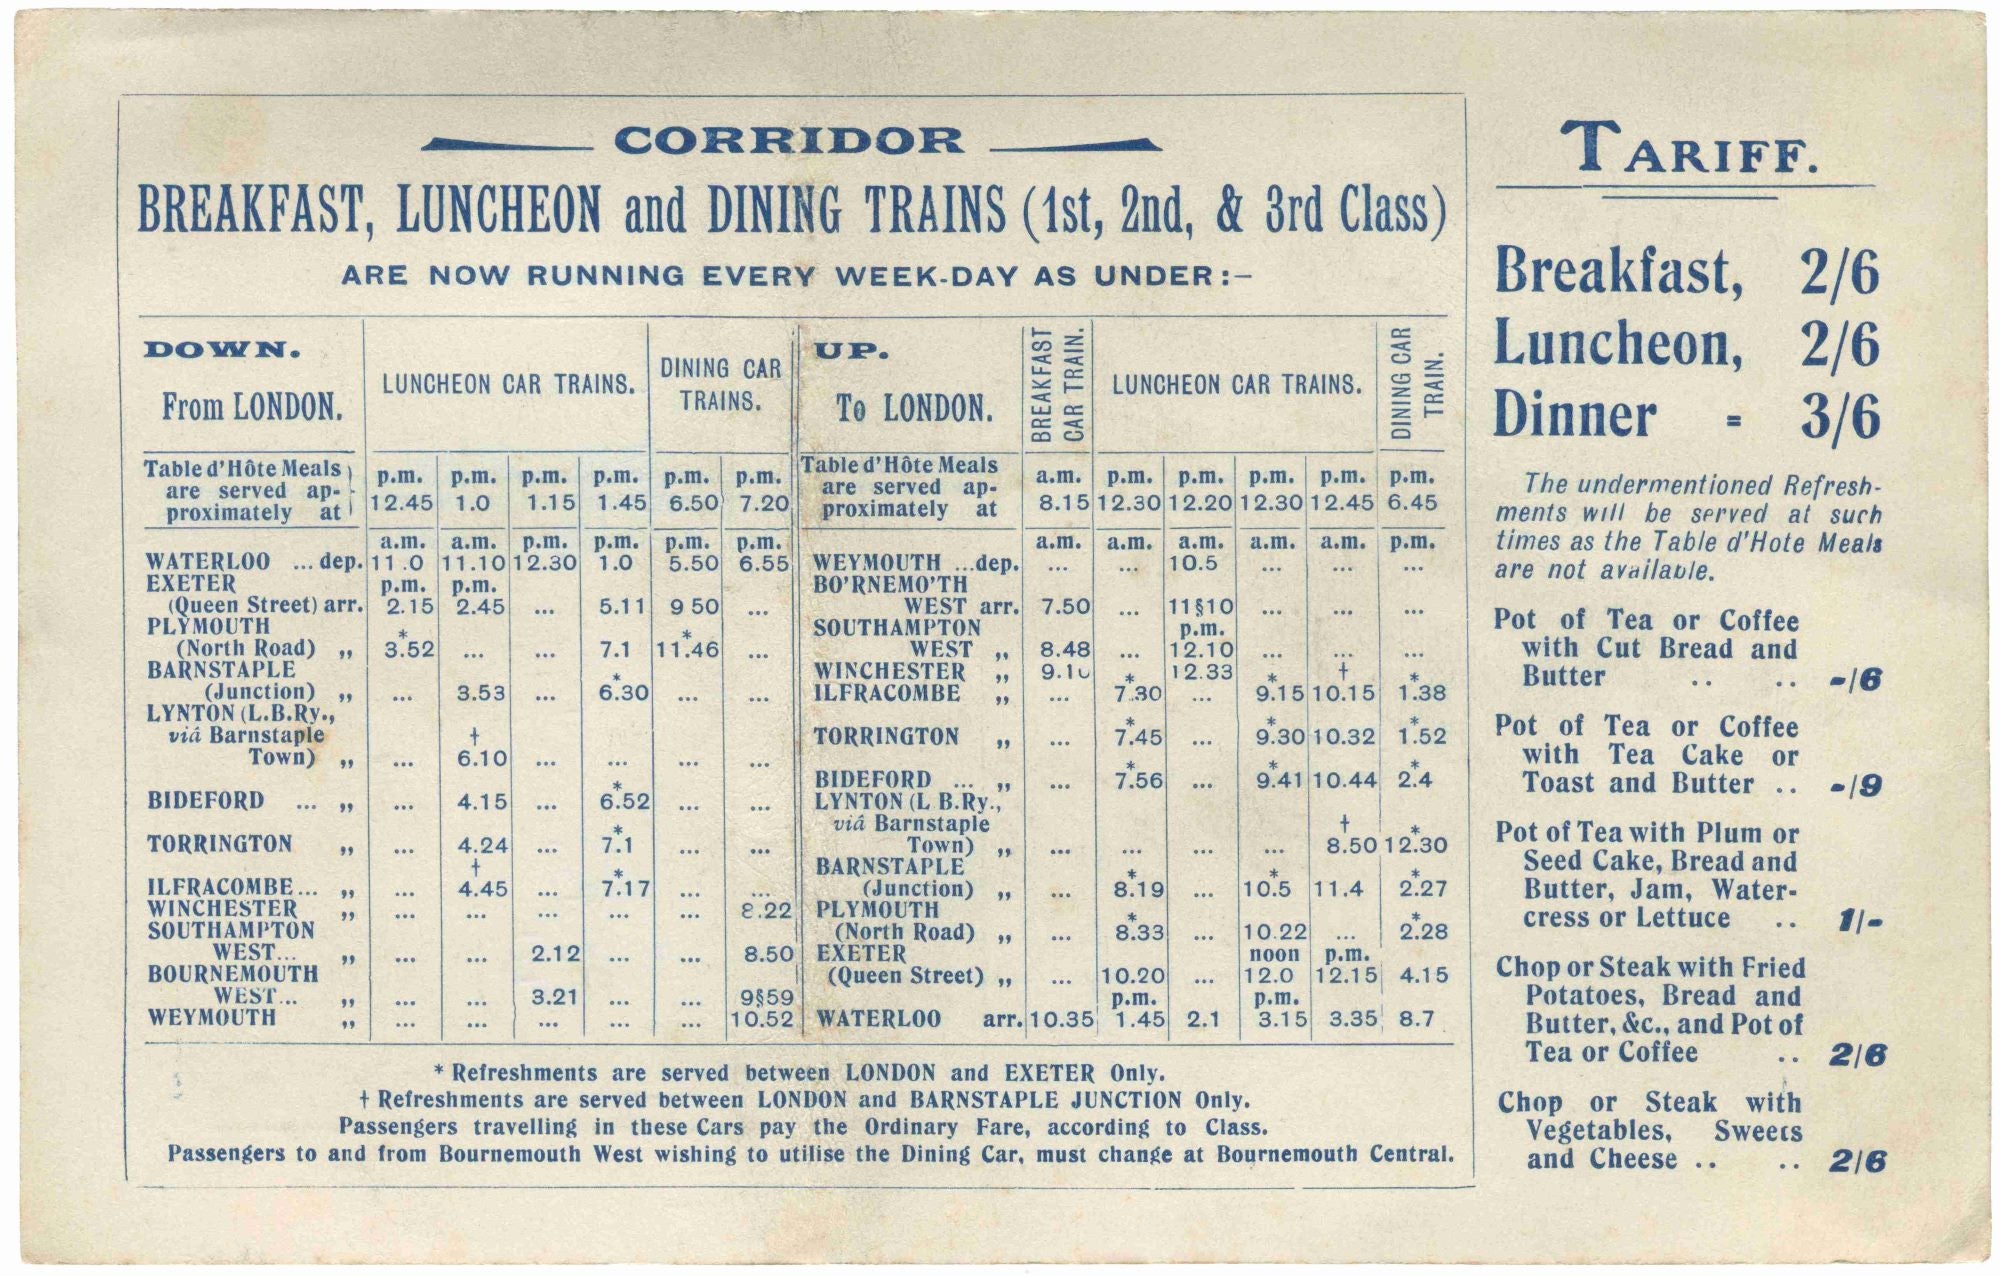 CORRIDOR
BREAKFAST, LUNCHEON and DINING TRAINS (1st, 2nd, & 3rd Class)
ARE NOW RUNNING EVERY WEEK-DAY AS UNDER:–
DOWN.
From LONDON.
LUNCHEON CAR TRAINS.
DINING CAR
TRAINS.
Table d'Hôte Meals p.m. p.m. p.m. p.m. p.m. p.m.
are served ap-
proximately at 12.45 1.0 1.15 1.45 6.50 7.20
a.m. a.m. p.m. p.m. p.m. p.m.
WATERLOO ... dep. 11.0 11.10 12.30 1.0 5.50 6.55
EXETER p.m. p.m.
(Queen Street) arr. 2.15 2.45 ... 5.11 9 50 ...
PLYMOUTH * *
(North Road) ,, 3.52 ... ... 7.1 11.46 ...
BARNSTAPLE *
(Junction) ,, ... 3.53 ... 6.30 ... ...
LYNTON (L.B.Ry.,
viâ Barnstaple †
Town) ,, ... 6.10 ... ... ... ...
*
BIDEFORD ... ,, ... 4.15 ... 6.52 ... ...
*
TORRINGTON ,, ... 4.24 ... 7.1 ... ...
† *
ILFRACOMBE... ,, ... 4.45 ... 7.17 ... ...
WINCHESTER ,, ... ... ... ... ... 8.22
SOUTHAMPTON
WEST... ,, ... ... 2.12 ... ... 8.50
BOURNEMOUTH
WEST... ,, ... ... 3.21 ... ... 9§59
WEYMOUTH ,, ... ... ... ... ... 10.52
UP.
To LONDON.
BREAKFAST
CAR TRAIN.
LUNCHEON CAR TRAINS.
DINING CAR
TRAIN.
Table d'Hôte Meals a.m. p.m. p.m. p.m. p.m. p.m.
are served ap-
proximately at 8.15 12.30 12.20 12.30 12.45 6.45
a.m. a.m. a.m. a.m. a.m. p.m.
WEYMOUTH ...dep. ... ... 10.5 ... ... ...
BO'RNEMO'TH
WEST arr. 7.50 ... 11§10 ... ... ...
SOUTHAMPTON p.m.
WEST ,, 8.48 ... 12.10 ... ... ...
WINCHESTER ,, * 12.33 * † *
ILFRACOMBE ,, ... 7.30 ... 9.15 10.15 1.38
* * *
TORRINGTON ,, ... 7.45 ... 9.30 10.32 1.52
* * *
BIDEFORD ... ,, ... 7.56 ... 9.41 10.44 2.4
LYNTON (L B.Ry.,
viâ Barnstaple † *
Town) ,, ... ... ... ... 8.50 12.30
BARNSTAPLE * * *
(Junction) ,, ... 8.19 ... 10.5 11.4 2.27
PLYMOUTH * *
(North Road) ,, ... 8.33 ... 10.22 ... 2.28
EXETER noon p.m.
(Queen Street) ,, ... 10.20 ... 12.0 12.15 4.15
p.m. p.m.
WATERLOO arr. 10.35 1.45 2.1 3.15 3.35 8.7
* Refreshments are served between LONDON and EXETER Only.
† Refreshments are served between LONDON and BARNSTAPLE JUNCTION Only.
Passengers travelling in these Cars pay the Ordinary Fare, according to Class.
Passengers to and from Bournemouth West wishing to utilise the Dining Car, must change at Bournemouth Central.
TARIFF.
Breakfast, 2/6
Luncheon, 2/6
Dinner = 3/6
The undermentioned Refresh-
ments will be served at such
times as the Table d'Hote Meals
are not available.
Pot of Tea or Coffee
with Cut Bread and
Butter .. .. -/6
Pot of Tea or Coffee
with Tea Cake or
Toast and Butter .. -/9
Pot of Tea with Plum or
Seed Cake, Bread and
Butter, Jam, Water-
cress or Lettuce .. 1/-
Chop or Steak with Fried
Potatoes, Bread and
Butter, &c., and Pot of
Tea or Coffee .. 2/6
Chop or Steak with
Vegetables, Sweets
and Cheese .. .. 2/6